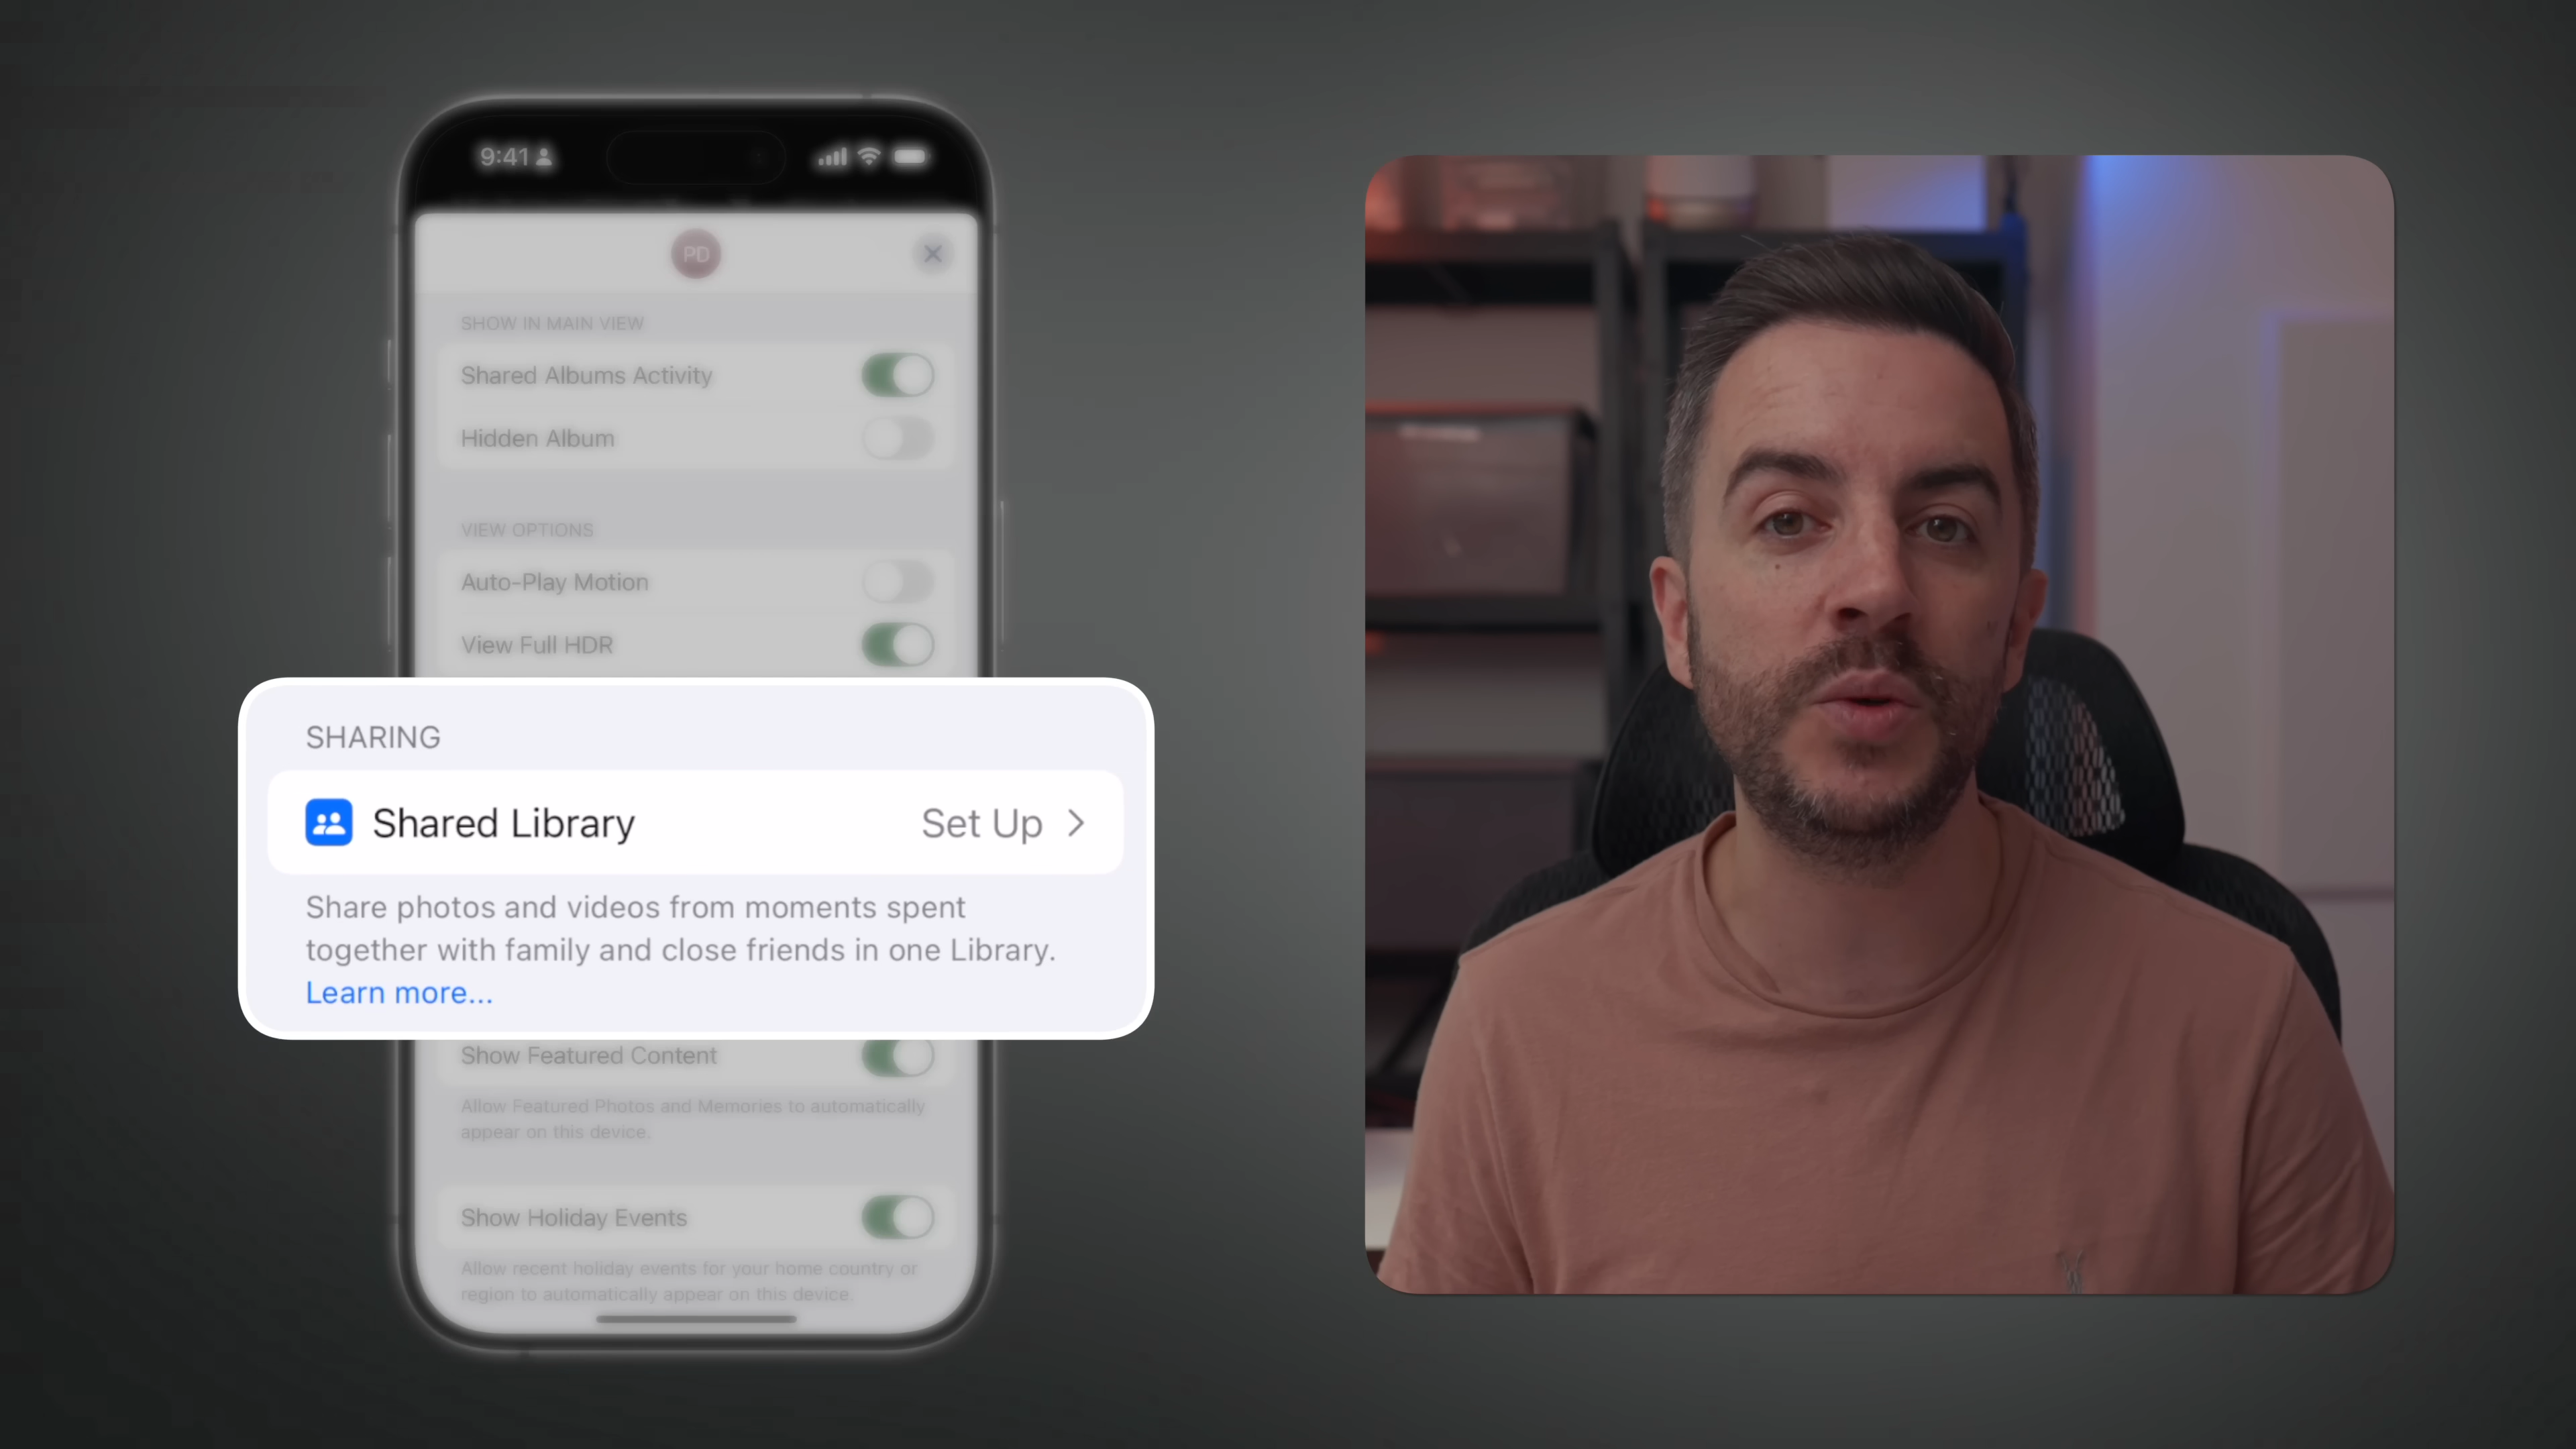 9:41
PD
SHOW IN MAIN VIEW
Shared Albums Activity
Hidden Album
VIEW OPTIONS
Auto-Play Motion
View Full HDR
SHARING
Shared Library
Set Up
Share photos and videos from moments spent
together with family and close friends in one Library.
Learn more...
Show Featured Content
Allow Featured Photos and Memories to automatically
appear on this device.
Show Holiday Events
Allow recent holiday events for your home country or
region to automatically appear on this device.